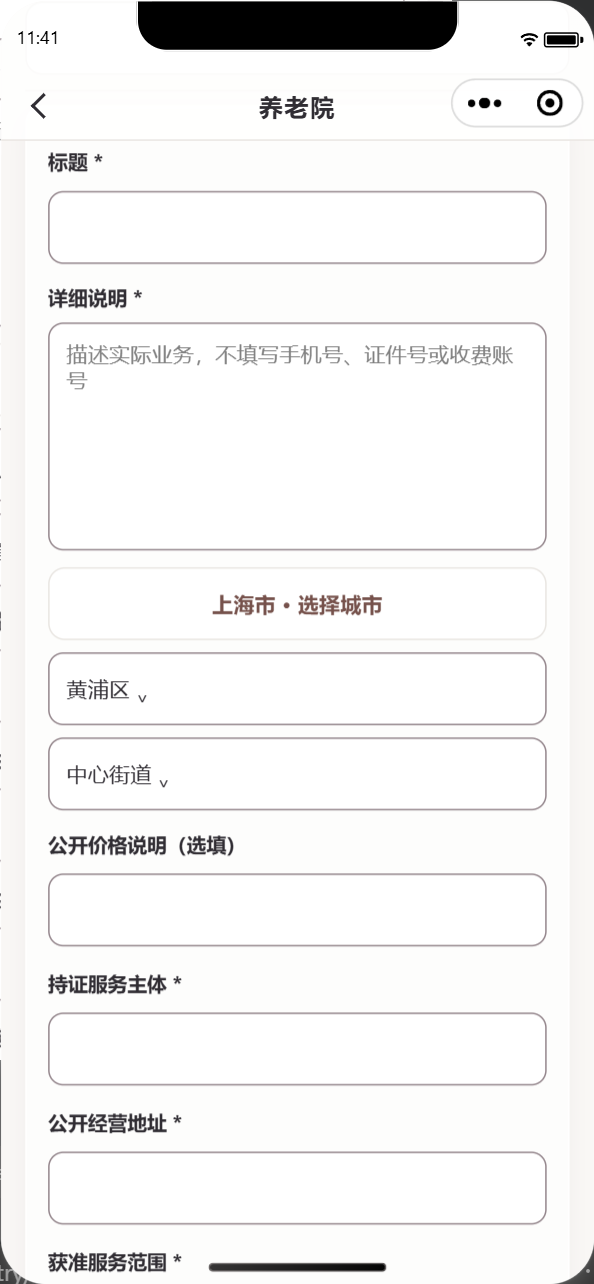 11:41
养老院
标题 *
详细说明 *
描述实际业务，不填写手机号、证件号或收费账
号
上海市・选择城市
黄浦区
中心街道
公开价格说明（选填）
持证服务主体 *
公开经营地址 *
获准服务范围 *
try